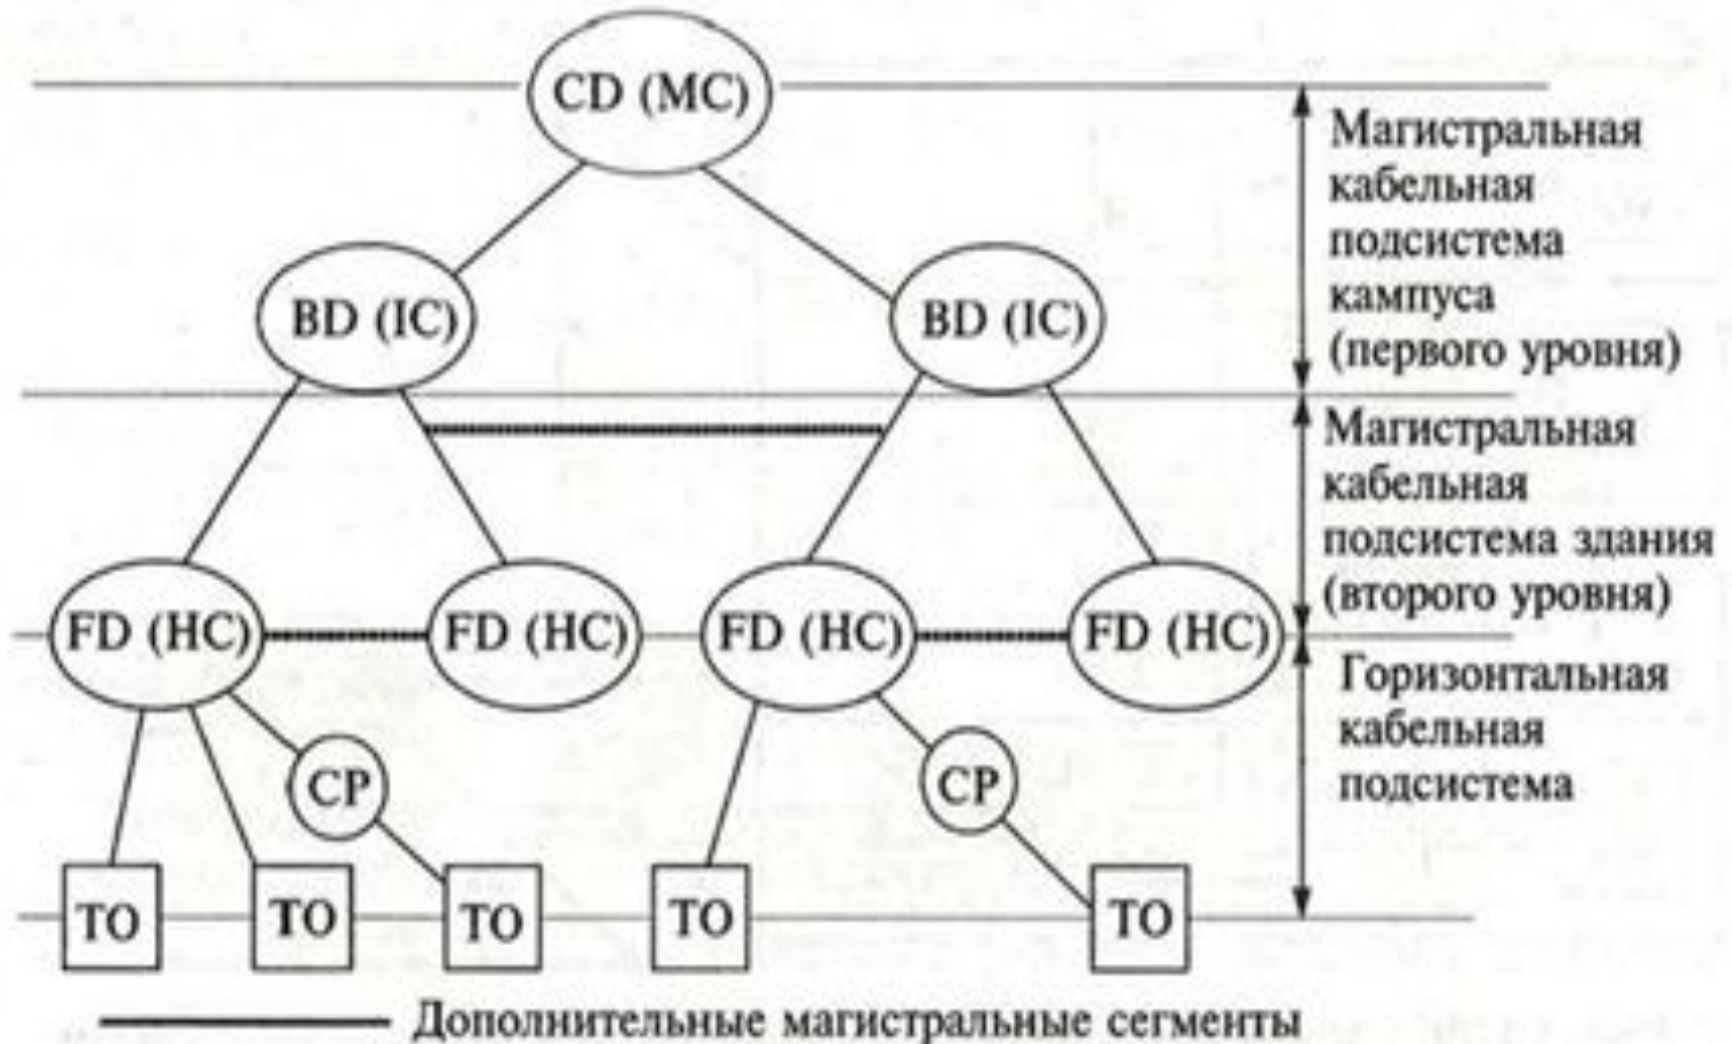 CD (MC)
Магистральная
кабельная
подсистема
кампуса
(первого уровня)
BD (IC)
BD (IC)
Магистральная
кабельная
подсистема здания
(второго уровня)
FD (HC)
FD (HC)
FD (HC)
FD (HC)
Горизонтальная
кабельная
подсистема
CP
CP
TO
TO
TO
TO
TO
Дополнительные магистральные сегменты